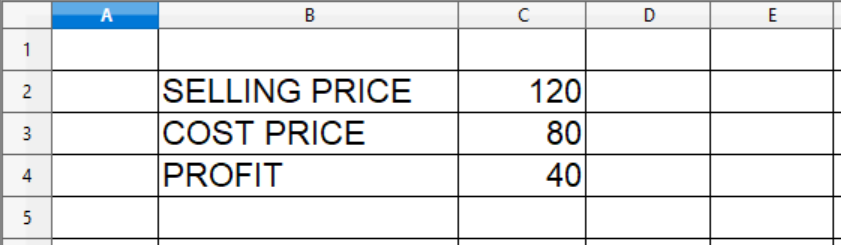 A B C D E
1
2 SELLING PRICE 120
3 COST PRICE 80
4 PROFIT 40
5